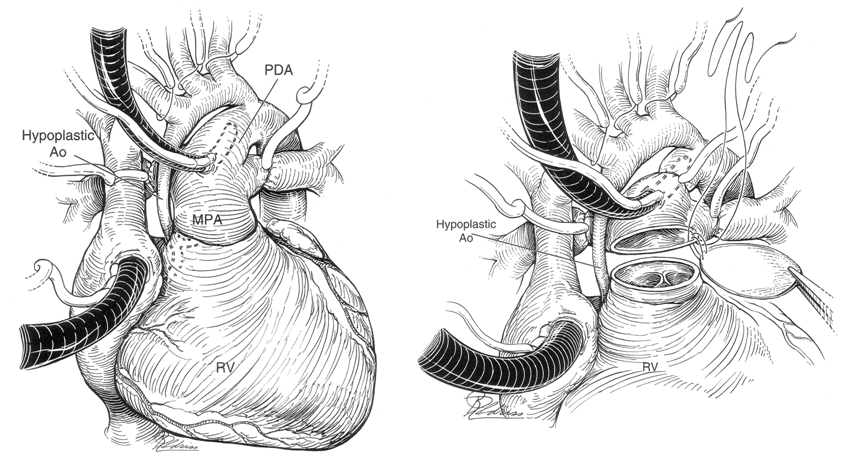 PDA
Hypoplastic
Ao
MPA
RV
Hypoplastic
Ao
RV